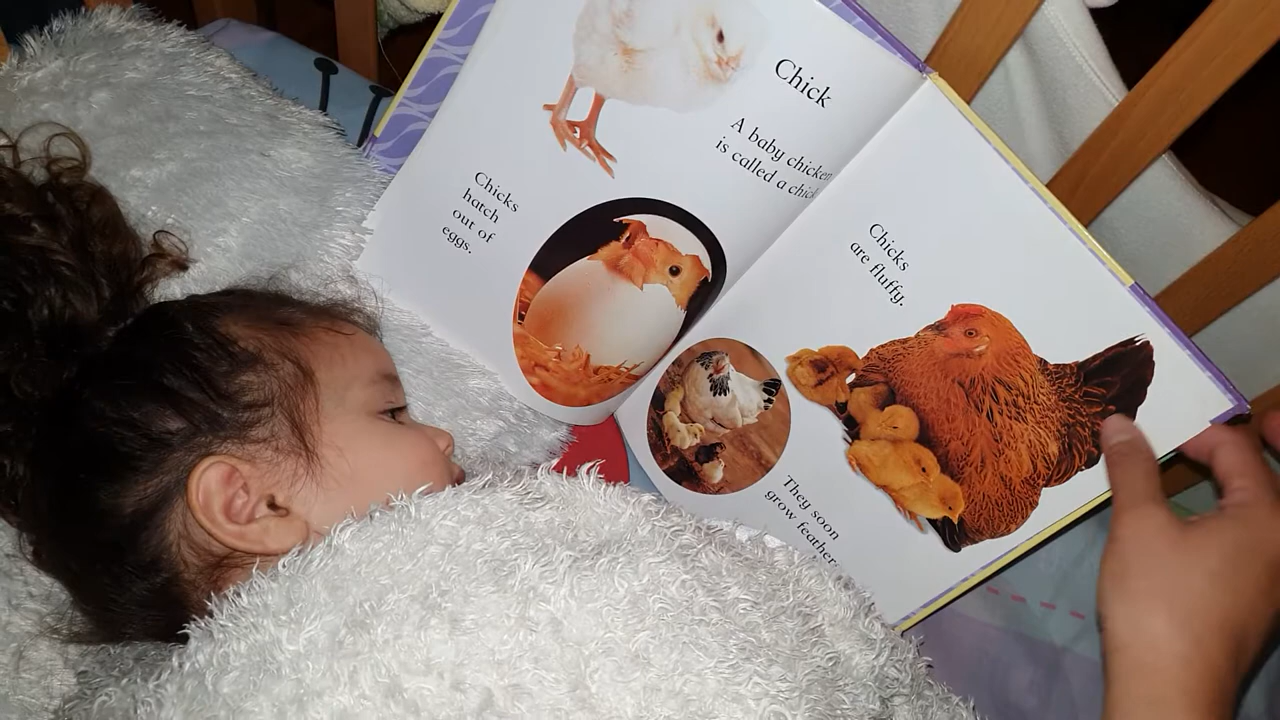 Chick
A baby chicken
is called a chick
Chicks
hatch
out of
eggs.
Chicks
are fluffy.
They soon
grow feather